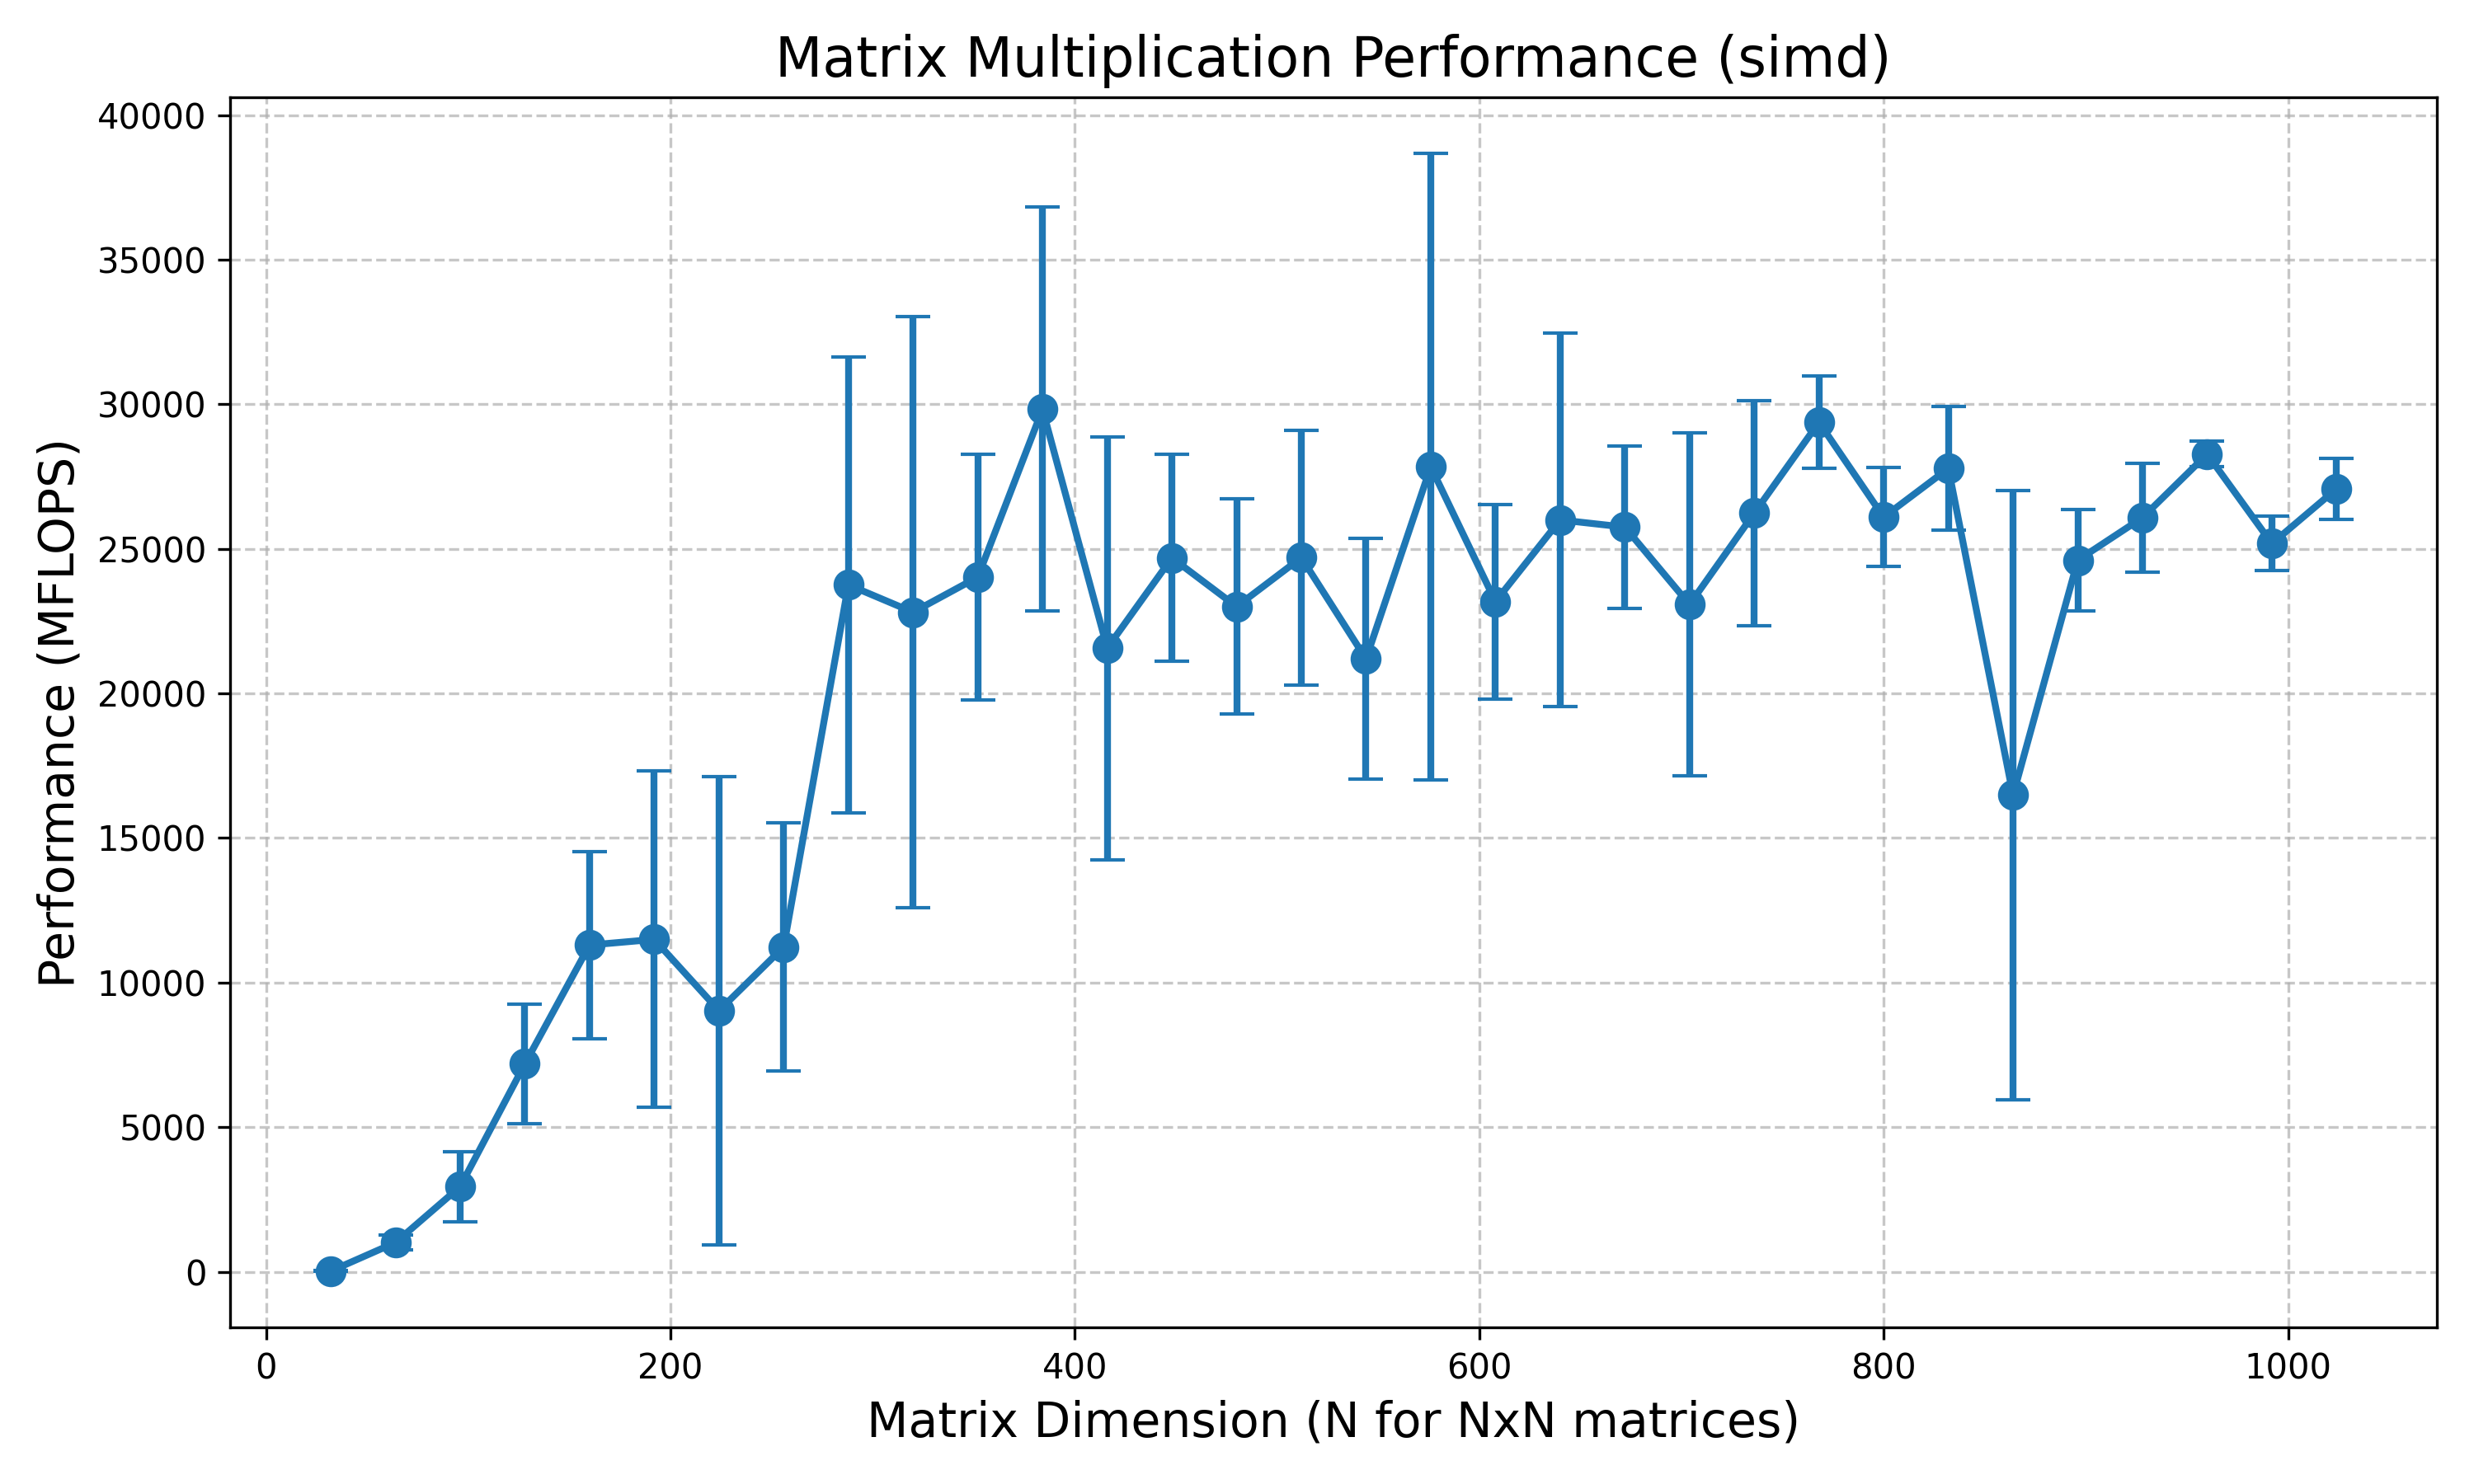 Matrix Multiplication Performance (simd)
Performance (MFLOPS)
40000
35000
30000
25000
20000
15000
10000
5000
0
0 200 400 600 800 1000
Matrix Dimension (N for NxN matrices)